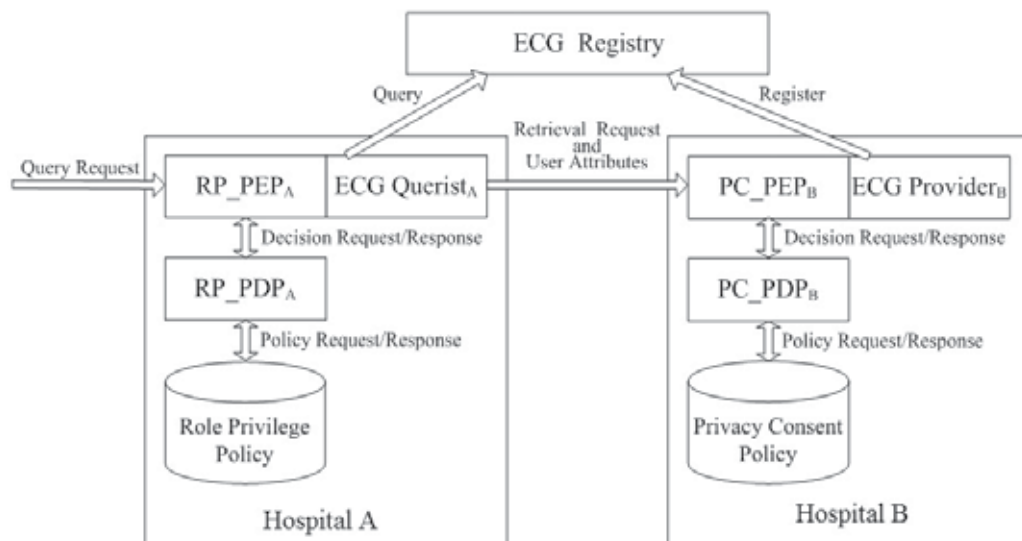 ECG Registry
Query
Register
Retrieval Request
and
User Attributes
Query Request
RP_PEPA
ECG QueristA
PC_PEPB
ECG ProviderB
Decision Request/Response
Decision Request/Response
RP_PDPA
PC_PDPB
Policy Request/Response
Policy Request/Response
Role Privilege
Policy
Privacy Consent
Policy
Hospital A
Hospital B